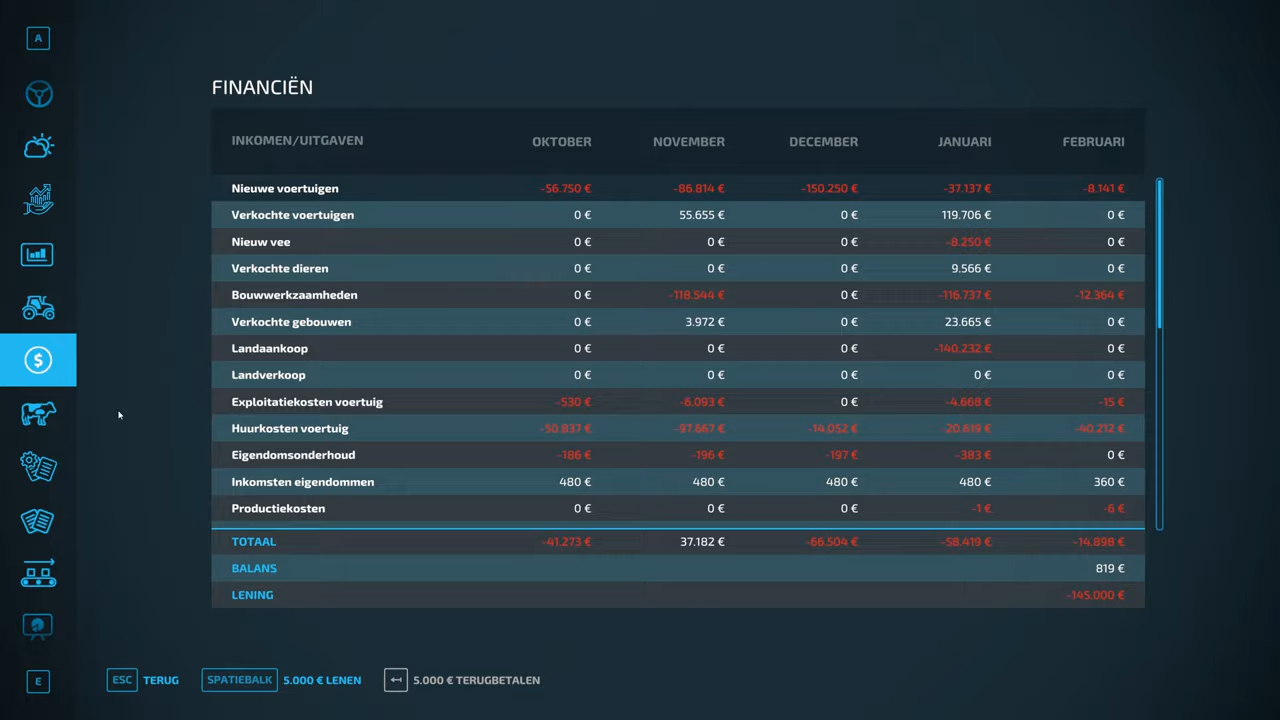 A
FINANCIËN
INKOMEN/UITGAVEN OKTOBER NOVEMBER DECEMBER JANUARI FEBRUARI
Nieuwe voertuigen -56.750 € -86.814 € -150.250 € -37.137 € -8.141 €
Verkochte voertuigen 0 € 55.655 € 0 € 119.706 € 0 €
Nieuw vee 0 € 0 € 0 € -8.250 € 0 €
Verkochte dieren 0 € 0 € 0 € 9.566 € 0 €
Bouwwerkzaamheden 0 € -118.544 € 0 € -116.737 € -12.364 €
Verkochte gebouwen 0 € 3.972 € 0 € 23.665 € 0 €
Landaankoop 0 € 0 € 0 € -140.232 € 0 €
Landverkoop 0 € 0 € 0 € 0 € 0 €
Exploitatiekosten voertuig -530 € -6.093 € 0 € -4.668 € -15 €
Huurkosten voertuig -50.837 € -97.667 € -14.052 € -20.619 € -40.212 €
Eigendomsonderhoud -186 € -196 € -197 € -383 € 0 €
Inkomsten eigendommen 480 € 480 € 480 € 480 € 360 €
Productiekosten 0 € 0 € 0 € -1 € -6 €
TOTAAL -41.273 € 37.182 € -66.504 € -58.419 € -14.898 €
BALANS 819 €
LENING -145.000 €
E
ESC TERUG SPATIEBALK 5.000 € LENEN 5.000 € TERUGBETALEN